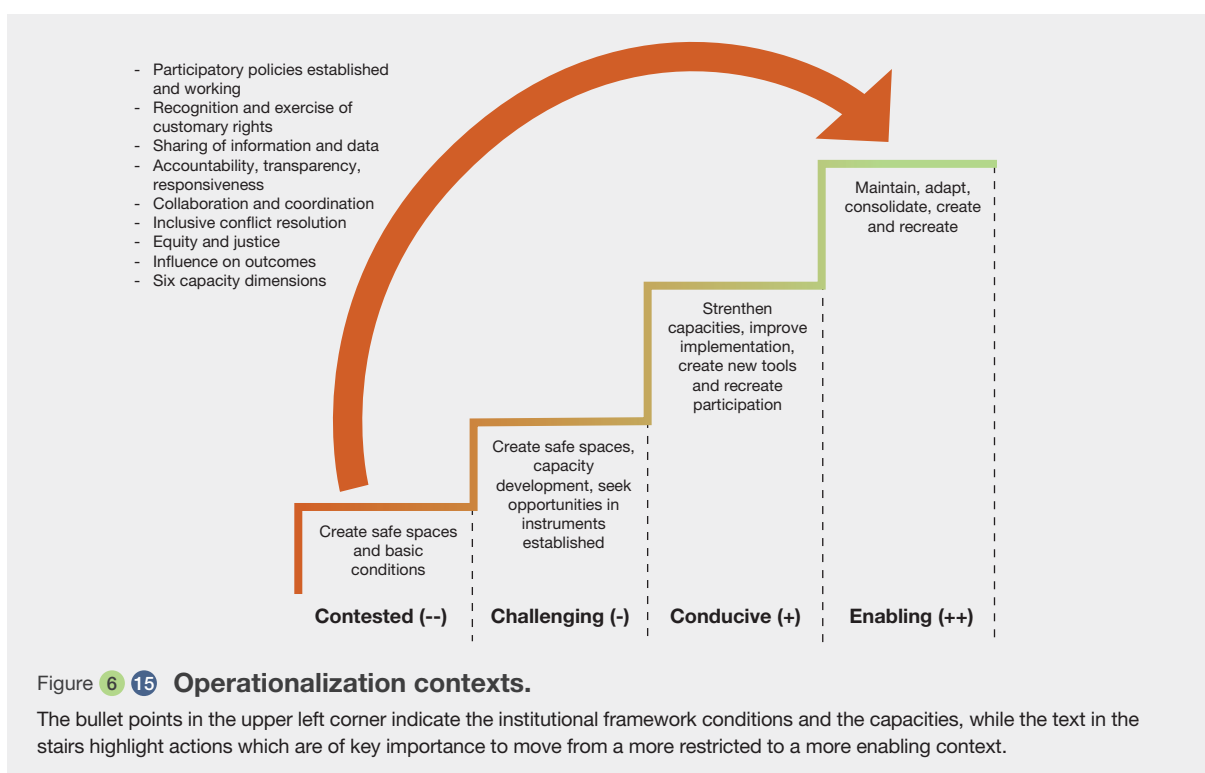 - Participatory policies established
and working
- Recognition and exercise of
customary rights
- Sharing of information and data
- Accountability, transparency,
responsiveness
- Collaboration and coordination
- Inclusive conflict resolution
- Equity and justice
- Influence on outcomes
- Six capacity dimensions
Maintain, adapt,
consolidate, create
and recreate
Strenthen
capacities, improve
implementation,
create new tools
and recreate
participation
Create safe spaces,
capacity
development, seek
opportunities in
instruments
established
Create safe spaces
and basic
conditions
Contested (--)
Challenging (-)
Conducive (+)
Enabling (++)
Figure 6 15 Operationalization contexts.
The bullet points in the upper left corner indicate the institutional framework conditions and the capacities, while the text in the
stairs highlight actions which are of key importance to move from a more restricted to a more enabling context.